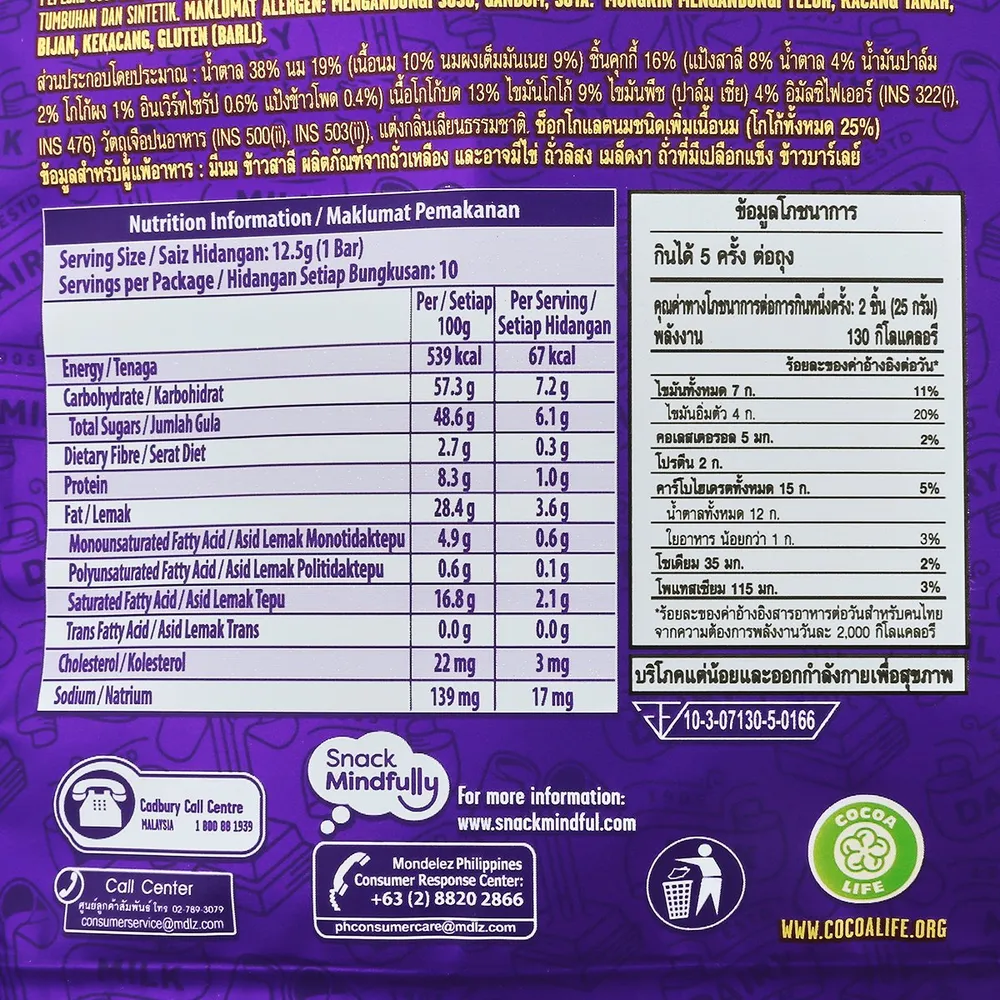 TUMBUHAN DAN SINTETIK. MAKLUMAT ALERGEN: MENGANDUNGI SUSU, GANDUM, SOYA. MUNGKIN MENGANDUNGI TELUR, KACANG TANAH,
BIJAN, KEKACANG, GLUTEN (BARLI).
ส่วนประกอบโดยประมาณ : น้ำตาล 38% นม 19% (เนื้อนม 10% นมผงเต็มมันเนย 9%) ชิ้นคุกกี้ 16% (แป้งสาลี 8% น้ำตาล 4% น้ำมันปาล์ม
2% โกโก้ผง 1% อินเวิร์ทไซรัป 0.6% แป้งข้าวโพด 0.4%) เนื้อโกโก้บด 13% ไขมันโกโก้ 9% ไขมันพืช (ปาล์ม เชีย) 4% อิมัลซิไฟเออร์ (INS 322(i),
INS 476) วัตถุเจือปนอาหาร (INS 500(ii), INS 503(ii)), แต่งกลิ่นเลียนธรรมชาติ. ช็อกโกแลตนมชนิดเพิ่มเนื้อนม (โกโก้ทั้งหมด 25%)
ข้อมูลสำหรับผู้แพ้อาหาร : มีนม ข้าวสาลี ผลิตภัณฑ์จากถั่วเหลือง และอาจมีไข่ ถั่วลิสง เมล็ดงา ถั่วที่มีเปลือกแข็ง ข้าวบาร์เลย์
Nutrition Information / Maklumat Pemakanan
Serving Size / Saiz Hidangan: 12.5g (1 Bar)
Servings per Package / Hidangan Setiap Bungkusan: 10
Per / Setiap 100g Per Serving / Setiap Hidangan
Energy / Tenaga 539 kcal 67 kcal
Carbohydrate / Karbohidrat 57.3 g 7.2 g
Total Sugars / Jumlah Gula 48.6 g 6.1 g
Dietary Fibre / Serat Diet 2.7 g 0.3 g
Protein 8.3 g 1.0 g
Fat / Lemak 28.4 g 3.6 g
Monounsaturated Fatty Acid / Asid Lemak Monotidaktepu 4.9 g 0.6 g
Polyunsaturated Fatty Acid / Asid Lemak Politidaktepu 0.6 g 0.1 g
Saturated Fatty Acid / Asid Lemak Tepu 16.8 g 2.1 g
Trans Fatty Acid / Asid Lemak Trans 0.0 g 0.0 g
Cholesterol / Kolesterol 22 mg 3 mg
Sodium / Natrium 139 mg 17 mg
ข้อมูลโภชนาการ
กินได้ 5 ครั้ง ต่อถุง
คุณค่าทางโภชนาการต่อการกินหนึ่งครั้ง: 2 ชิ้น (25 กรัม)
พลังงาน 130 กิโลแคลอรี
ร้อยละของค่าอ้างอิงต่อวัน*
ไขมันทั้งหมด 7 ก. 11%
ไขมันอิ่มตัว 4 ก. 20%
คอเลสเตอรอล 5 มก. 2%
โปรตีน 2 ก.
คาร์โบไฮเดรตทั้งหมด 15 ก. 5%
น้ำตาลทั้งหมด 12 ก.
ใยอาหาร น้อยกว่า 1 ก. 3%
โซเดียม 35 มก. 2%
โพแทสเซียม 115 มก. 3%
*ร้อยละของค่าอ้างอิงสารอาหารต่อวันสำหรับคนไทย
จากความต้องการพลังงานวันละ 2,000 กิโลแคลอรี
บริโภคแต่น้อยและออกกำลังกายเพื่อสุขภาพ
10-3-07130-5-0166
Cadbury Call Centre
MALAYSIA 1 800 88 1939
Call Center
ศูนย์ลูกค้าสัมพันธ์ โทร 02-789-3079
consumerservice@mdlz.com
Snack
Mindfully
For more information:
www.snackmindful.com
Mondelez Philippines
Consumer Response Center:
+63 (2) 8820 2866
phconsumercare@mdlz.com
COCOA
LIFE
WWW.COCOALIFE.ORG